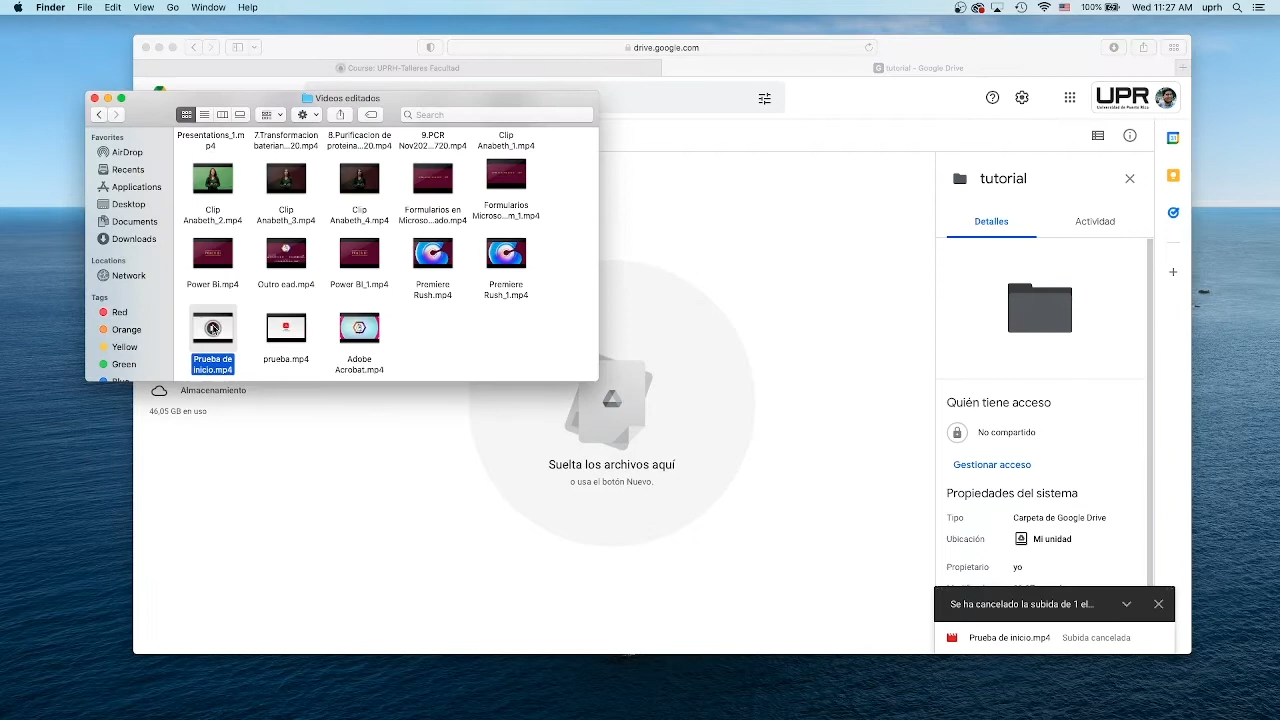 Finder File Edit View Go Window Help
100% Wed 11:27 AM uprh
drive.google.com
Course: UPRH-Talleres Facultad
tutorial - Google Drive
Videos editados
Search
UPR
Universidad de Puerto Rico
Favorites
AirDrop
Recents
Applications
Desktop
Documents
Downloads
Locations
Network
Tags
Red
Orange
Yellow
Green
Blue
Presentations_1.m
p4
7.Transformacion
baterian....20.mp4
8.Purificacion de
proteina...20.mp4
9.PCR
Nov202...720.mp4
Clip
Anabeth_1.mp4
Clip
Anabeth_2.mp4
Clip
Anabeth_3.mp4
Clip
Anabeth_4.mp4
Formularios en
Microso...ado.mp4
Formularios
Microso...m_1.mp4
Power Bi.mp4
Outro cad.mp4
Power BI_1.mp4
Premiere
Rush.mp4
Premiere
Rush_1.mp4
Prueba de
inicio.mp4
prueba.mp4
Adobe
Acrobat.mp4
Almacenamiento
46,05 GB en uso
Suelta los archivos aquí
o usa el botón Nuevo.
tutorial
Detalles
Actividad
Quién tiene acceso
No compartido
Gestionar acceso
Propiedades del sistema
Tipo Carpeta de Google Drive
Ubicación Mi unidad
Propietario yo
Se ha cancelado la subida de 1 el...
Prueba de inicio.mp4 Subida cancelada